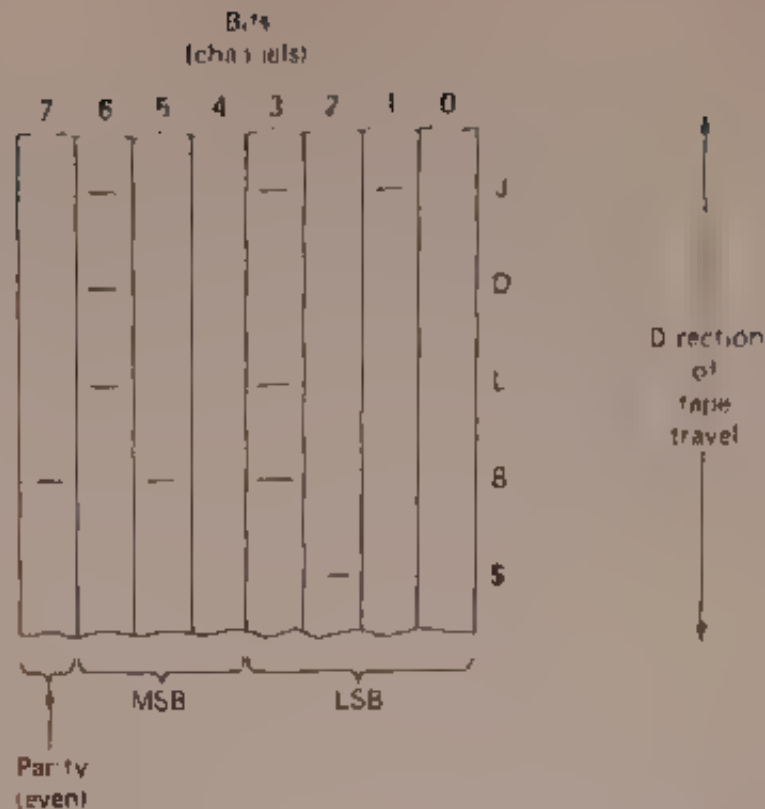 Bits
(channels)
7 6 5 4 3 2 1 0
J
D
L
8
$
Direction
of
tape
travel
MSB LSB
Parity
(even)